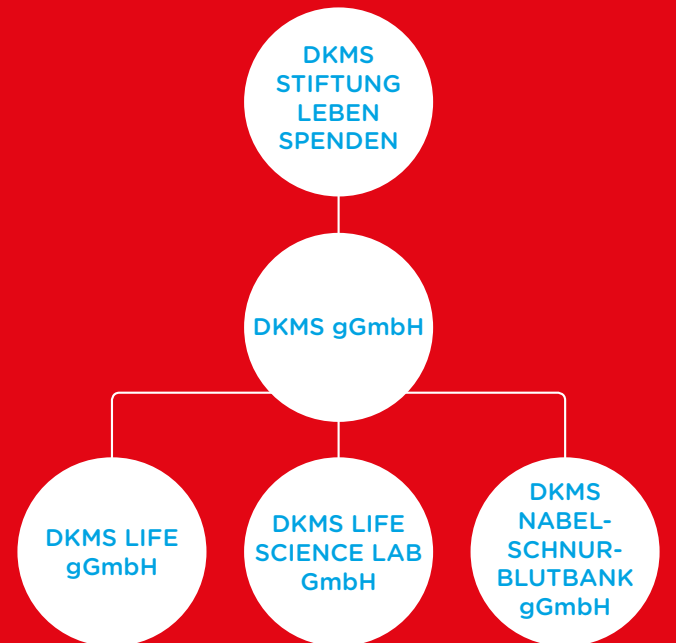 DKMS
STIFTUNG
LEBEN
SPENDEN
DKMS gGmbH
DKMS LIFE
gGmbH
DKMS LIFE
SCIENCE LAB
GmbH
DKMS
NABEL-
SCHNUR-
BLUTBANK
gGmbH